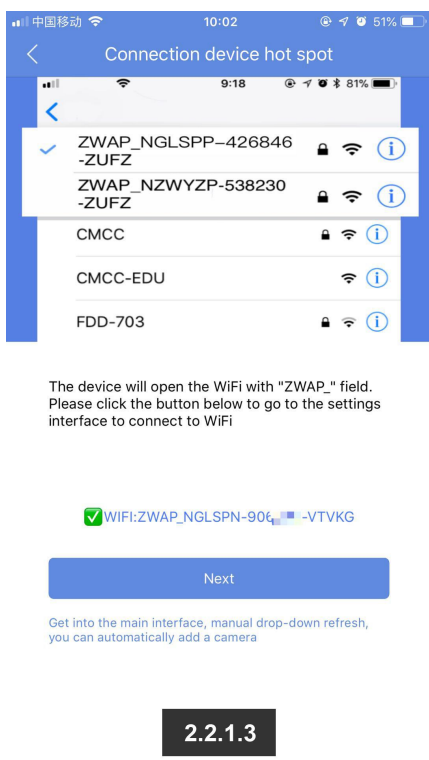 中国移动 10:02 51%
Connection device hot spot
9:18 81%
ZWAP_NGLSPP-426846
-ZUFZ
ZWAP_NZWYZP-538230
-ZUFZ
CMCC
CMCC-EDU
FDD-703
The device will open the WiFi with "ZWAP_" field.
Please click the button below to go to the settings
interface to connect to WiFi
WIFI:ZWAP_NGLSPN-906 -VTVKG
Next
Get into the main interface, manual drop-down refresh,
you can automatically add a camera
2.2.1.3